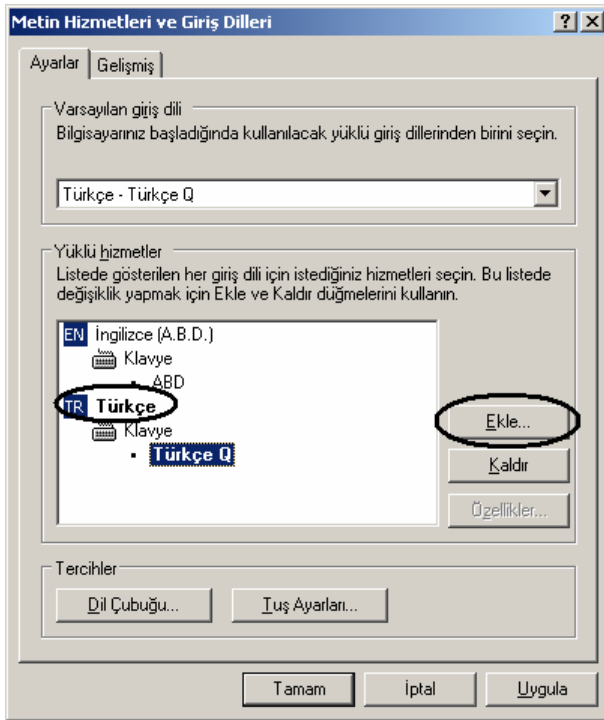 Metin Hizmetleri ve Giriş Dilleri
Ayarlar
Gelişmiş
Varsayılan giriş dili
Bilgisayarınız başladığında kullanılacak yüklü giriş dillerinden birini seçin.
Türkçe - Türkçe Q
Yüklü hizmetler
Listede gösterilen her giriş dili için istediğiniz hizmetleri seçin. Bu listede
değişiklik yapmak için Ekle ve Kaldır düğmelerini kullanın.
EN İngilizce (A.B.D.)
Klavye
ABD
TR Türkçe
Klavye
Türkçe Q
Ekle...
Kaldır
Özellikler...
Tercihler
Dil Çubuğu...
Tuş Ayarları...
Tamam
İptal
Uygula